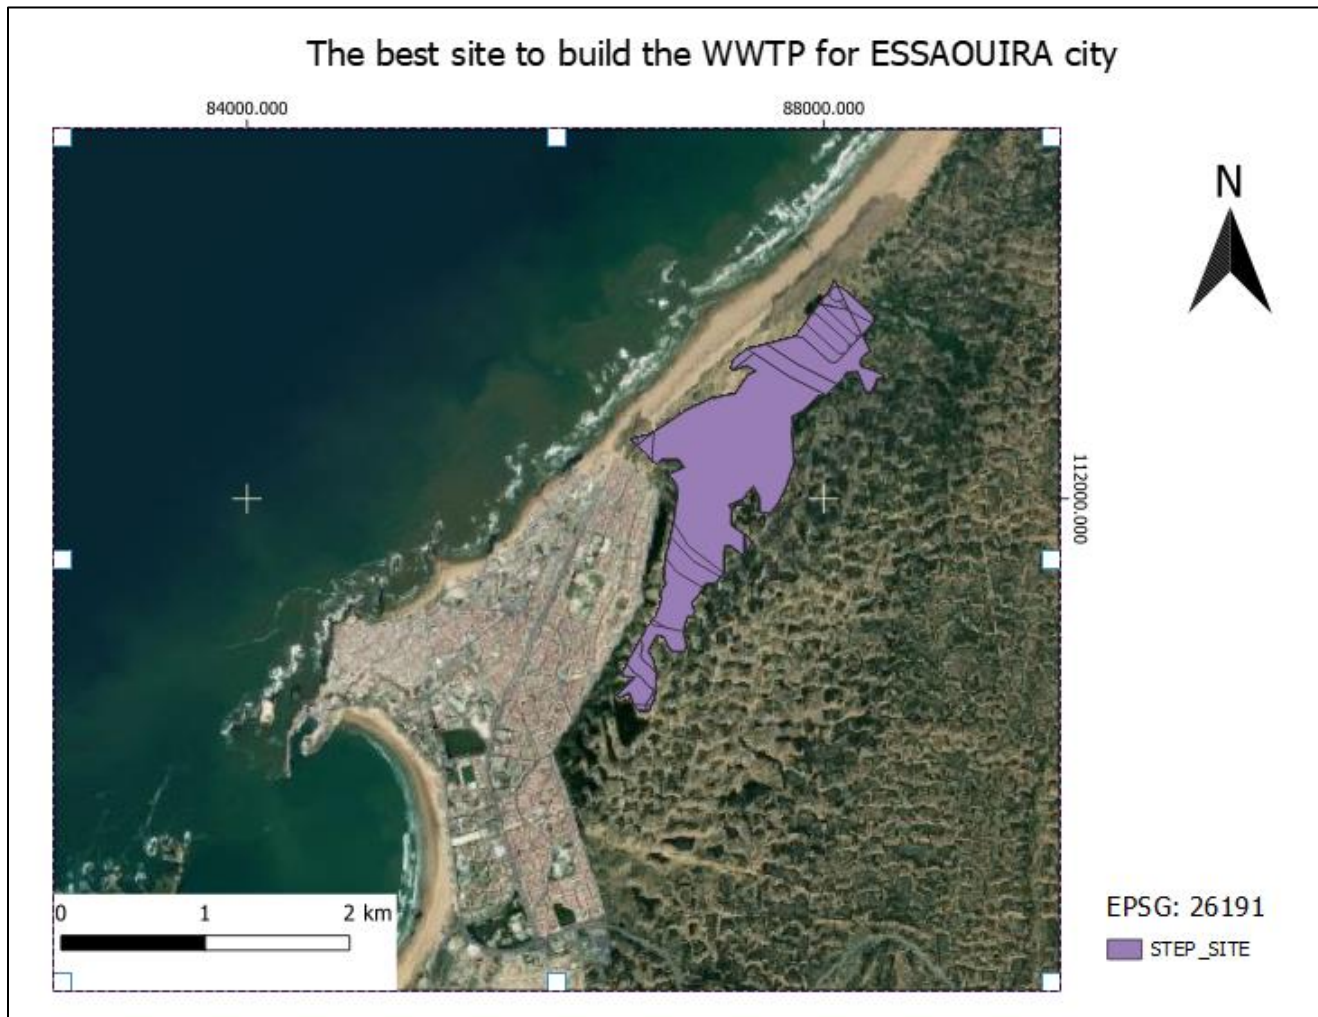 The best site to build the WWTP for ESSAOUIRA city
84000.000 88000.000
N
112000.000
0 1 2 km
EPSG: 26191
STEP_SITE